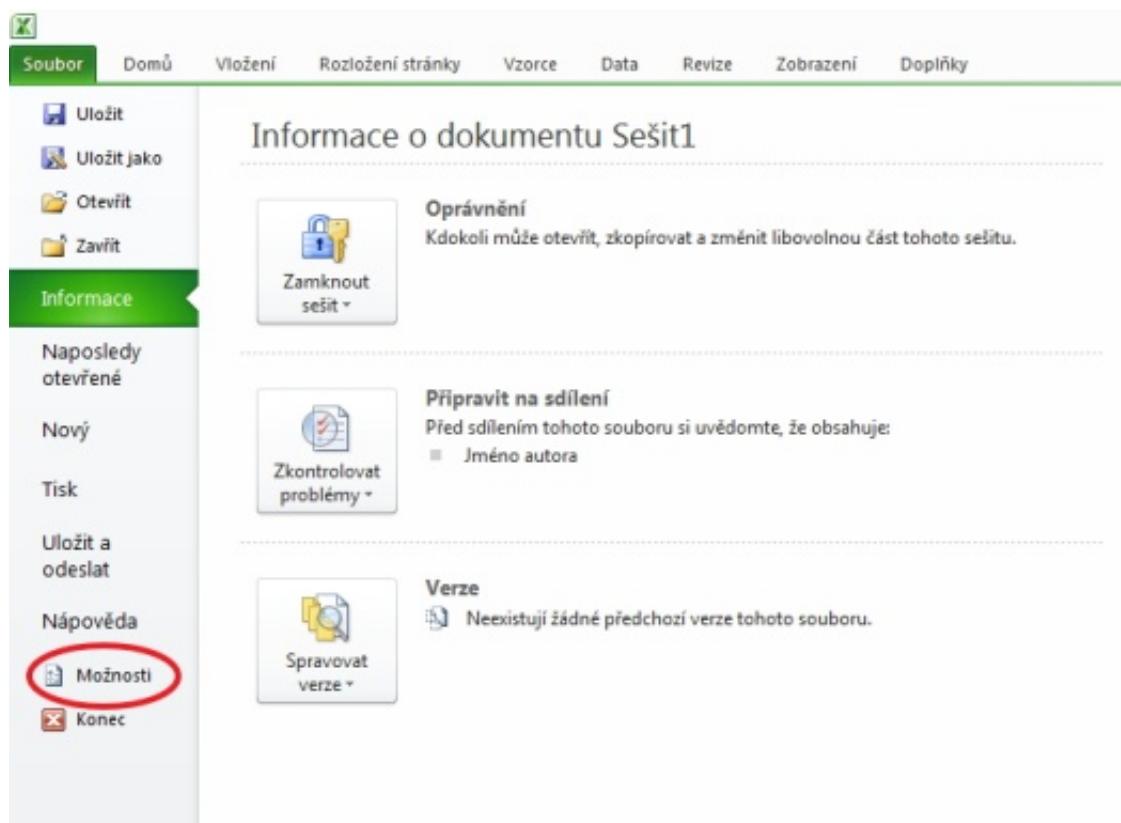 Soubor Domů Vložení Rozložení stránky Vzorce Data Revize Zobrazení Doplňky
Uložit
Uložit jako
Otevřít
Zavřít
Informace
Naposledy
otevřené
Nový
Tisk
Uložit a
odeslat
Nápověda
Možnosti
Konec
Informace o dokumentu Sešit1
Zamknout
sešit
Oprávnění
Kdokoli může otevřít, zkopírovat a změnit libovolnou část tohoto sešitu.
Zkontrolovat
problémy
Připravit na sdílení
Před sdílením tohoto souboru si uvědomte, že obsahuje:
Jméno autora
Spravovat
verze
Verze
Neexistují žádné předchozí verze tohoto souboru.